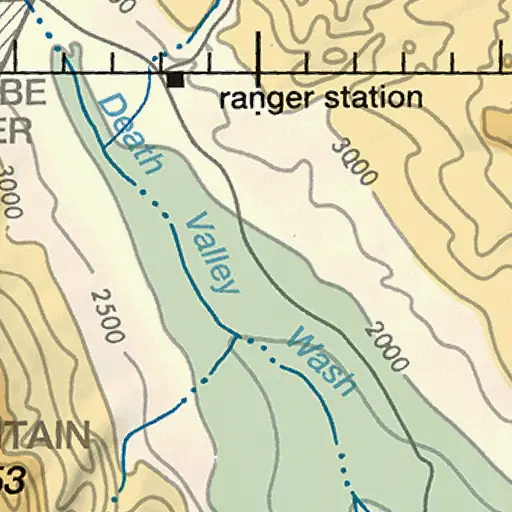 BE
ranger station
ER
Death
3000
3000
Valley
2500
Wash
2000
TAIN
53